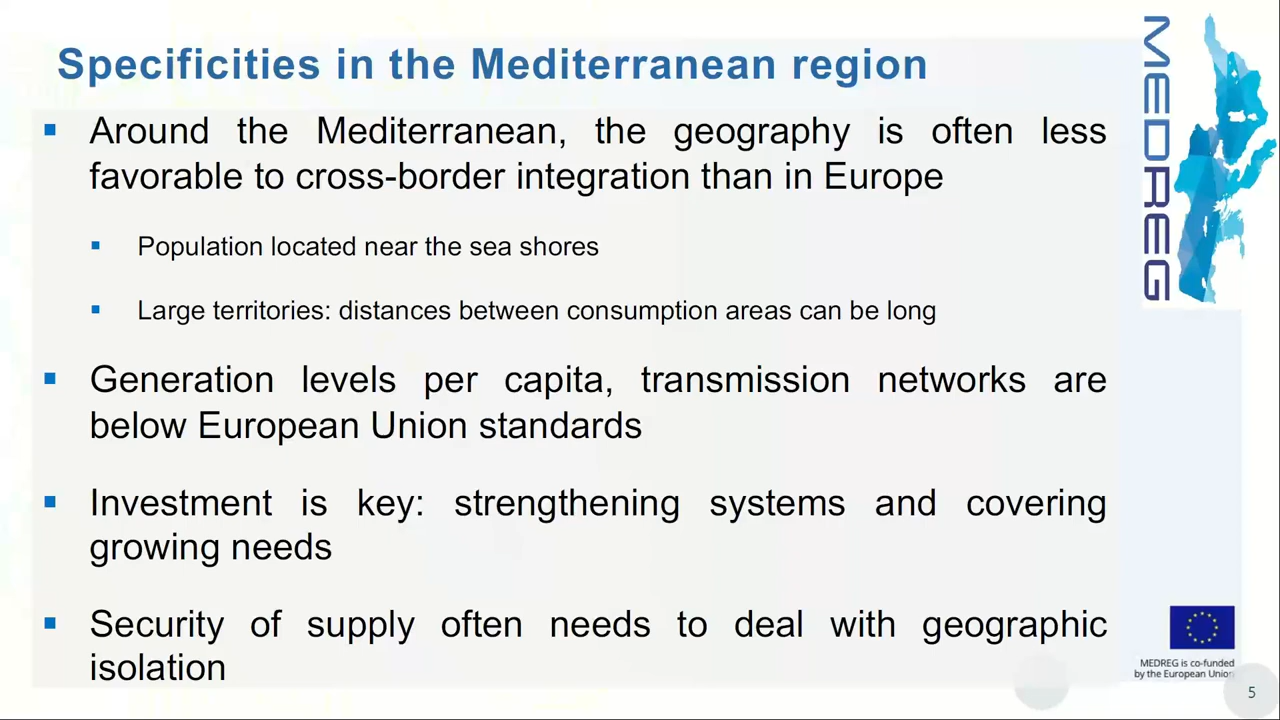 Specificities in the Mediterranean region
▪ Around the Mediterranean, the geography is often less
favorable to cross-border integration than in Europe
▪ Population located near the sea shores
▪ Large territories: distances between consumption areas can be long
▪ Generation levels per capita, transmission networks are
below European Union standards
▪ Investment is key: strengthening systems and covering
growing needs
▪ Security of supply often needs to deal with geographic
isolation
MEDREG
MEDREG is co-funded
by the European Union
5